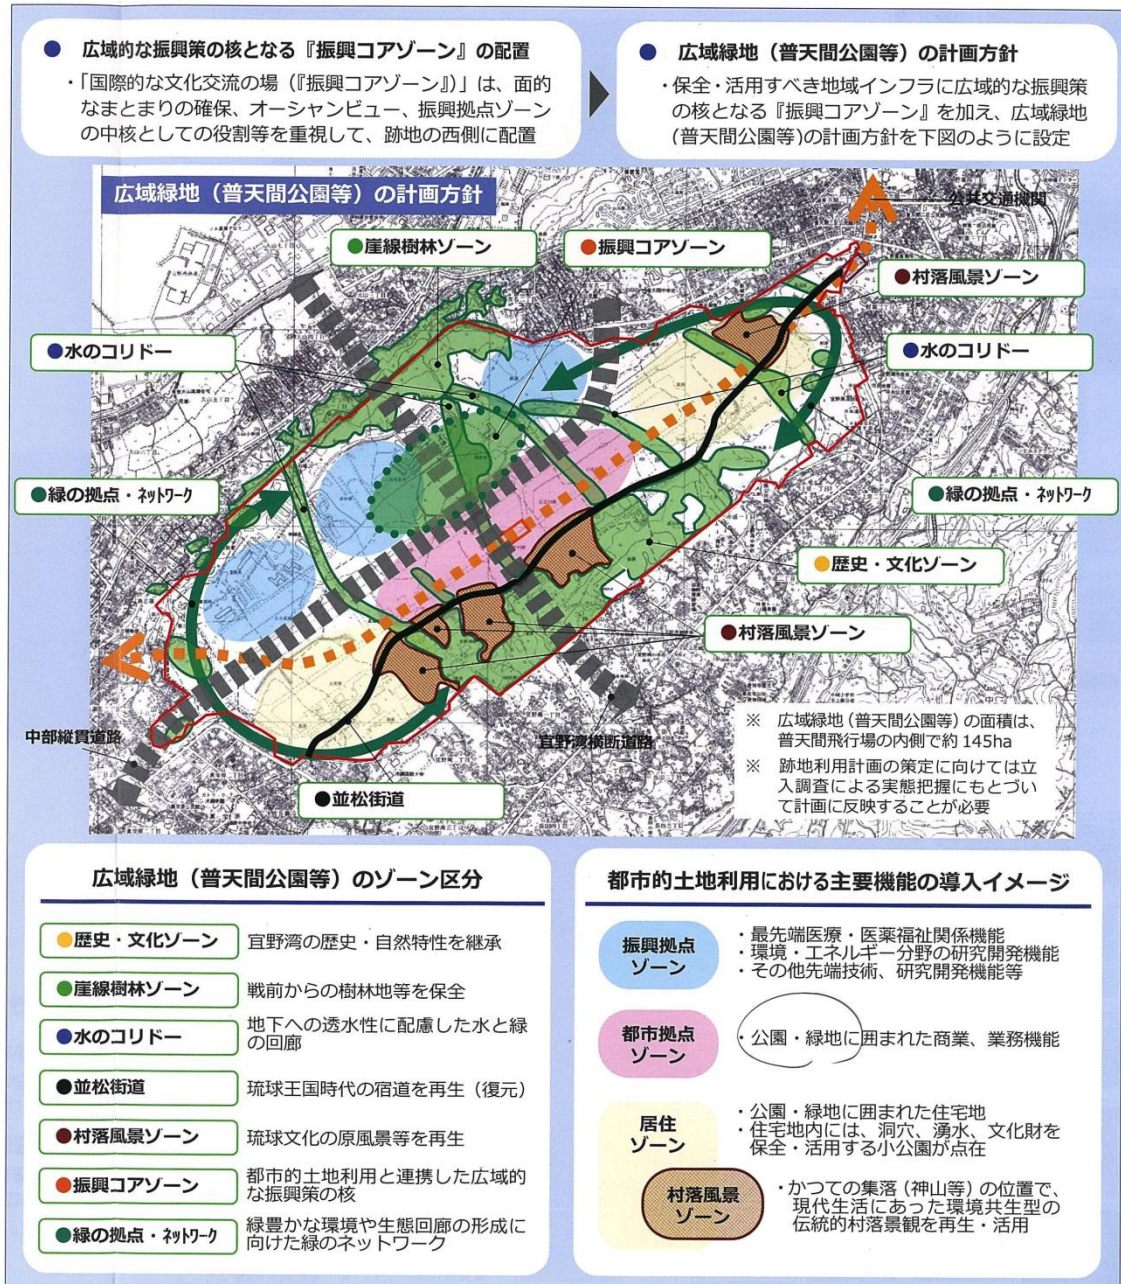 ● 広域的な振興策の核となる『振興コアゾーン』の配置
・「国際的な文化交流の場（『振興コアゾーン』）」は、面的
なまとまりの確保、オーシャンビュー、振興拠点ゾーン
の中核としての役割等を重視して、跡地の西側に配置
● 広域緑地（普天間公園等）の計画方針
・保全・活用すべき地域インフラに広域的な振興策
の核となる『振興コアゾーン』を加え、広域緑地
(普天間公園等)の計画方針を下図のように設定
広域緑地（普天間公園等）の計画方針
公共交通機関
●崖線樹林ゾーン
●振興コアゾーン
●村落風景ゾーン
●水のコリドー
●水のコリドー
●緑の拠点・ネットワーク
●緑の拠点・ネットワーク
●歴史・文化ゾーン
●村落風景ゾーン
中部縦貫道路
宜野湾横断道路
●並松街道
※ 広域緑地（普天間公園等）の面積は、
普天間飛行場の内側で約 145ha
※ 跡地利用計画の策定に向けては立
入調査による実態把握にもとづい
て計画に反映することが必要
広域緑地（普天間公園等）のゾーン区分
●歴史・文化ゾーン 宜野湾の歴史・自然特性を継承
●崖線樹林ゾーン 戦前からの樹林地等を保全
●水のコリドー 地下への透水性に配慮した水と緑
の回廊
●並松街道 琉球王国時代の宿道を再生（復元）
●村落風景ゾーン 琉球文化の原風景等を再生
●振興コアゾーン 都市的土地利用と連携した広域的
な振興策の核
●緑の拠点・ネットワーク 緑豊かな環境や生態回廊の形成に
向けた緑のネットワーク
都市的土地利用における主要機能の導入イメージ
振興拠点
ゾーン
・最先端医療・医薬福祉関係機能
・環境・エネルギー分野の研究開発機能
・その他先端技術、研究開発機能等
都市拠点
ゾーン
・公園・緑地に囲まれた商業、業務機能
居住
ゾーン
・公園・緑地に囲まれた住宅地
・住宅地内には、洞穴、湧水、文化財を
保全・活用する小公園が点在
村落風景
ゾーン
・かつての集落（神山等）の位置で、
現代生活にあった環境共生型の
伝統的村落景観を再生・活用